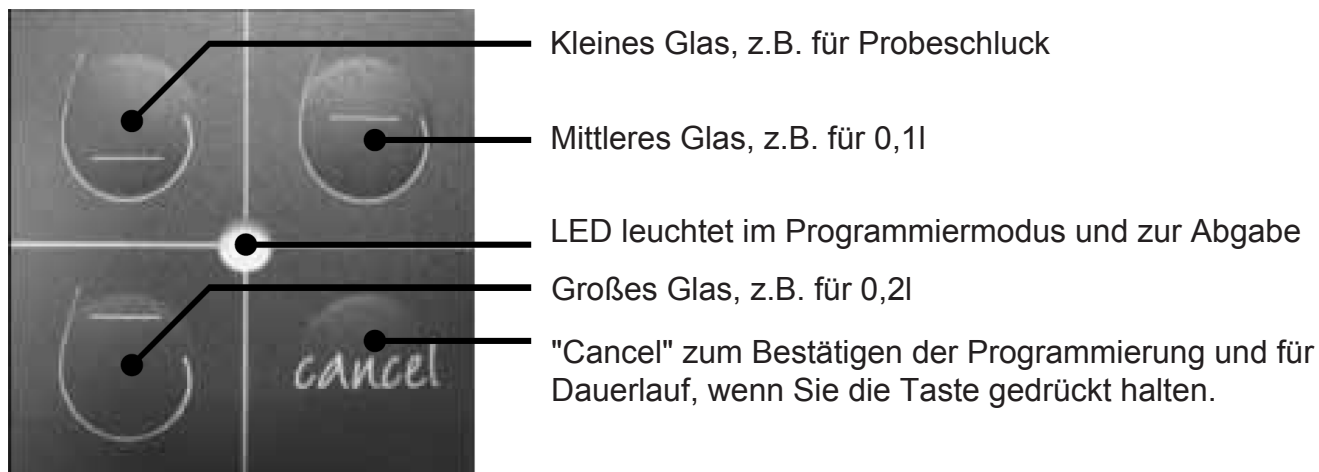 Kleines Glas, z.B. für Probeschluck
Mittleres Glas, z.B. für 0,1l
LED leuchtet im Programmiermodus und zur Abgabe
Großes Glas, z.B. für 0,2l
"Cancel" zum Bestätigen der Programmierung und für
Dauerlauf, wenn Sie die Taste gedrückt halten.
cancel